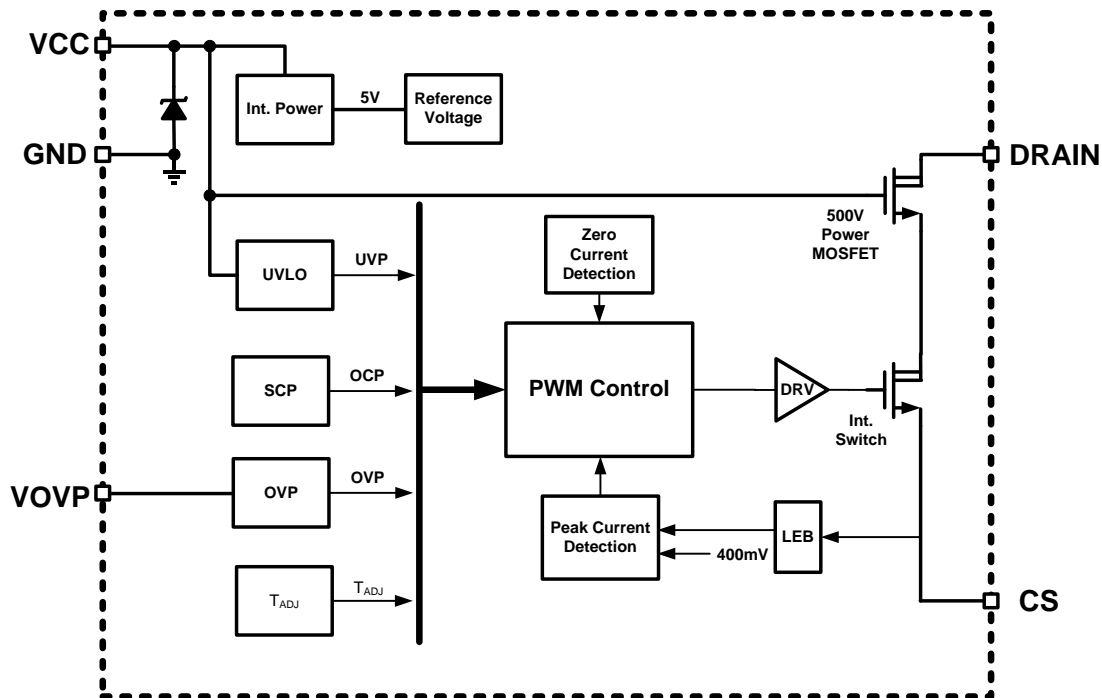 VCC
GND
VOVP
DRAIN
CS
Int. Power
5V
Reference
Voltage
500V
Power
MOSFET
UVLO
UVP
Zero
Current
Detection
SCP
OCP
PWM Control
DRV
Int.
Switch
OVP
OVP
Peak Current
Detection
400mV
LEB
TADJ
TADJ